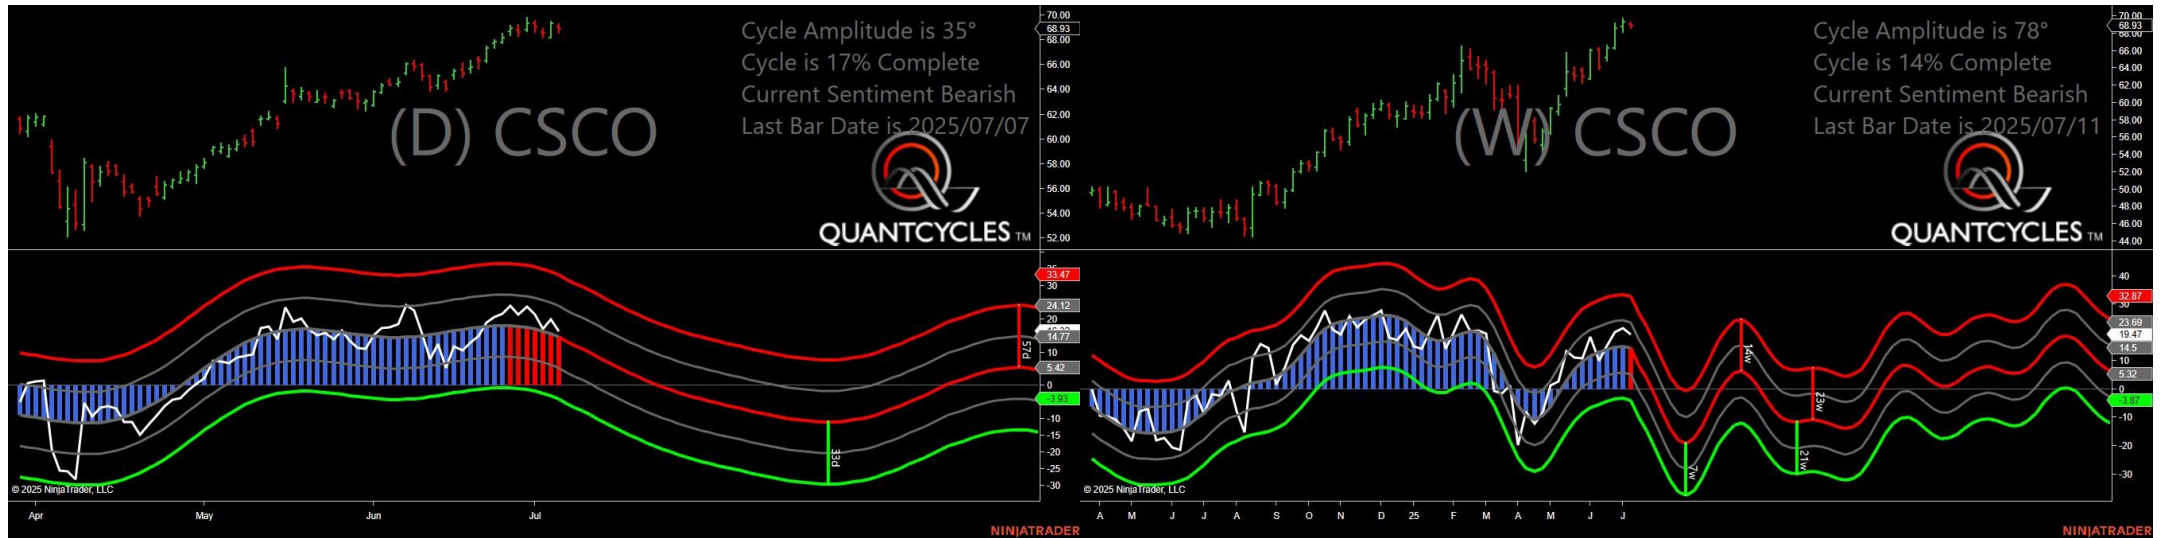 Cycle Amplitude is 35°
Cycle is 17% Complete
Current Sentiment Bearish
Last Bar Date is 2025/07/07
(D) CSCO
QUANTCYCLES TM
70.00
68.93
68.00
66.00
64.00
62.00
60.00
58.00
56.00
54.00
52.00
33.47
30
24.12
20
14.77
10
5.42
0
-3.93
-10
-15
-20
-25
-30
57d
33d
© 2025 NinjaTrader, LLC
Apr May Jun Jul
NINJATRADER
Cycle Amplitude is 78°
Cycle is 14% Complete
Current Sentiment Bearish
Last Bar Date is 2025/07/11
(W) CSCO
QUANTCYCLES TM
70.00
68.93
68.00
66.00
64.00
62.00
60.00
58.00
56.00
54.00
52.00
50.00
48.00
46.00
44.00
40
32.87
30
23.69
19.47
14.5
10
5.32
0
-3.87
-10
-20
-30
14w
23w
7w
21w
© 2025 NinjaTrader, LLC
A M J J A S O N D 25 F M A M J J
NINJATRADER